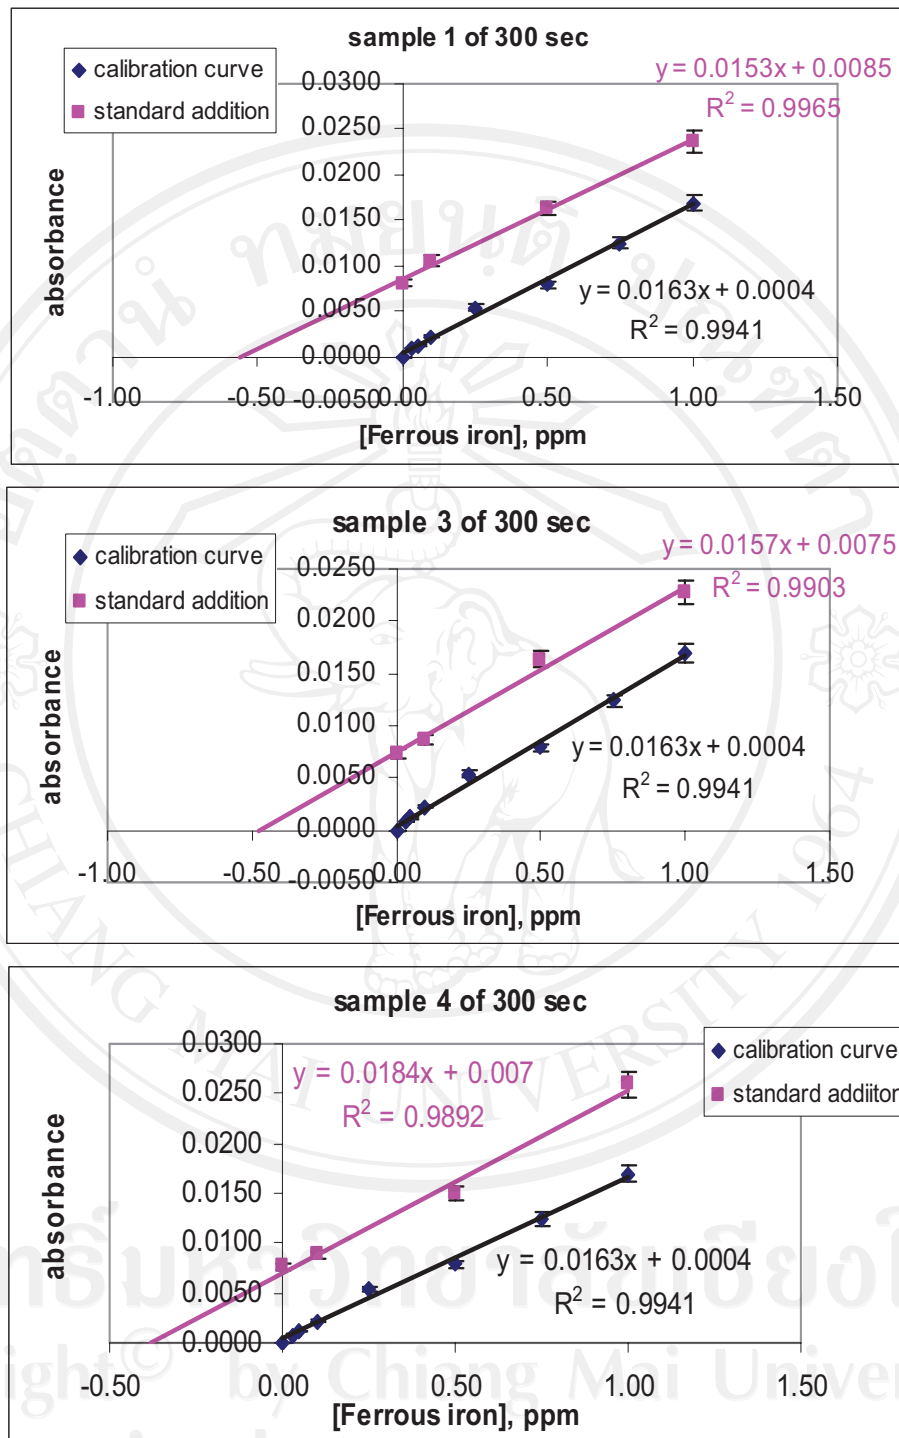 sample 1 of 300 sec
calibration curve
standard addition
y = 0.0153x + 0.0085
R² = 0.9965
0.0300
0.0250
0.0200
0.0150
0.0100
0.0050
0.0000
-0.0050
absorbance
y = 0.0163x + 0.0004
R² = 0.9941
-1.00 -0.50 0.00 0.50 1.00 1.50
[Ferrous iron], ppm
sample 3 of 300 sec
calibration curve
standard addition
y = 0.0157x + 0.0075
R² = 0.9903
0.0250
0.0200
0.0150
0.0100
0.0050
0.0000
-0.0050
absorbance
y = 0.0163x + 0.0004
R² = 0.9941
-1.00 -0.50 0.00 0.50 1.00 1.50
[Ferrous iron], ppm
sample 4 of 300 sec
calibration curve
standard addiiton
y = 0.0184x + 0.007
R² = 0.9892
0.0300
0.0250
0.0200
0.0150
0.0100
0.0050
0.0000
absorbance
y = 0.0163x + 0.0004
R² = 0.9941
-0.50 0.00 0.50 1.00 1.50
[Ferrous iron], ppm
CHIANG MAI UNIVERSITY 1964
© by Chiang Mai